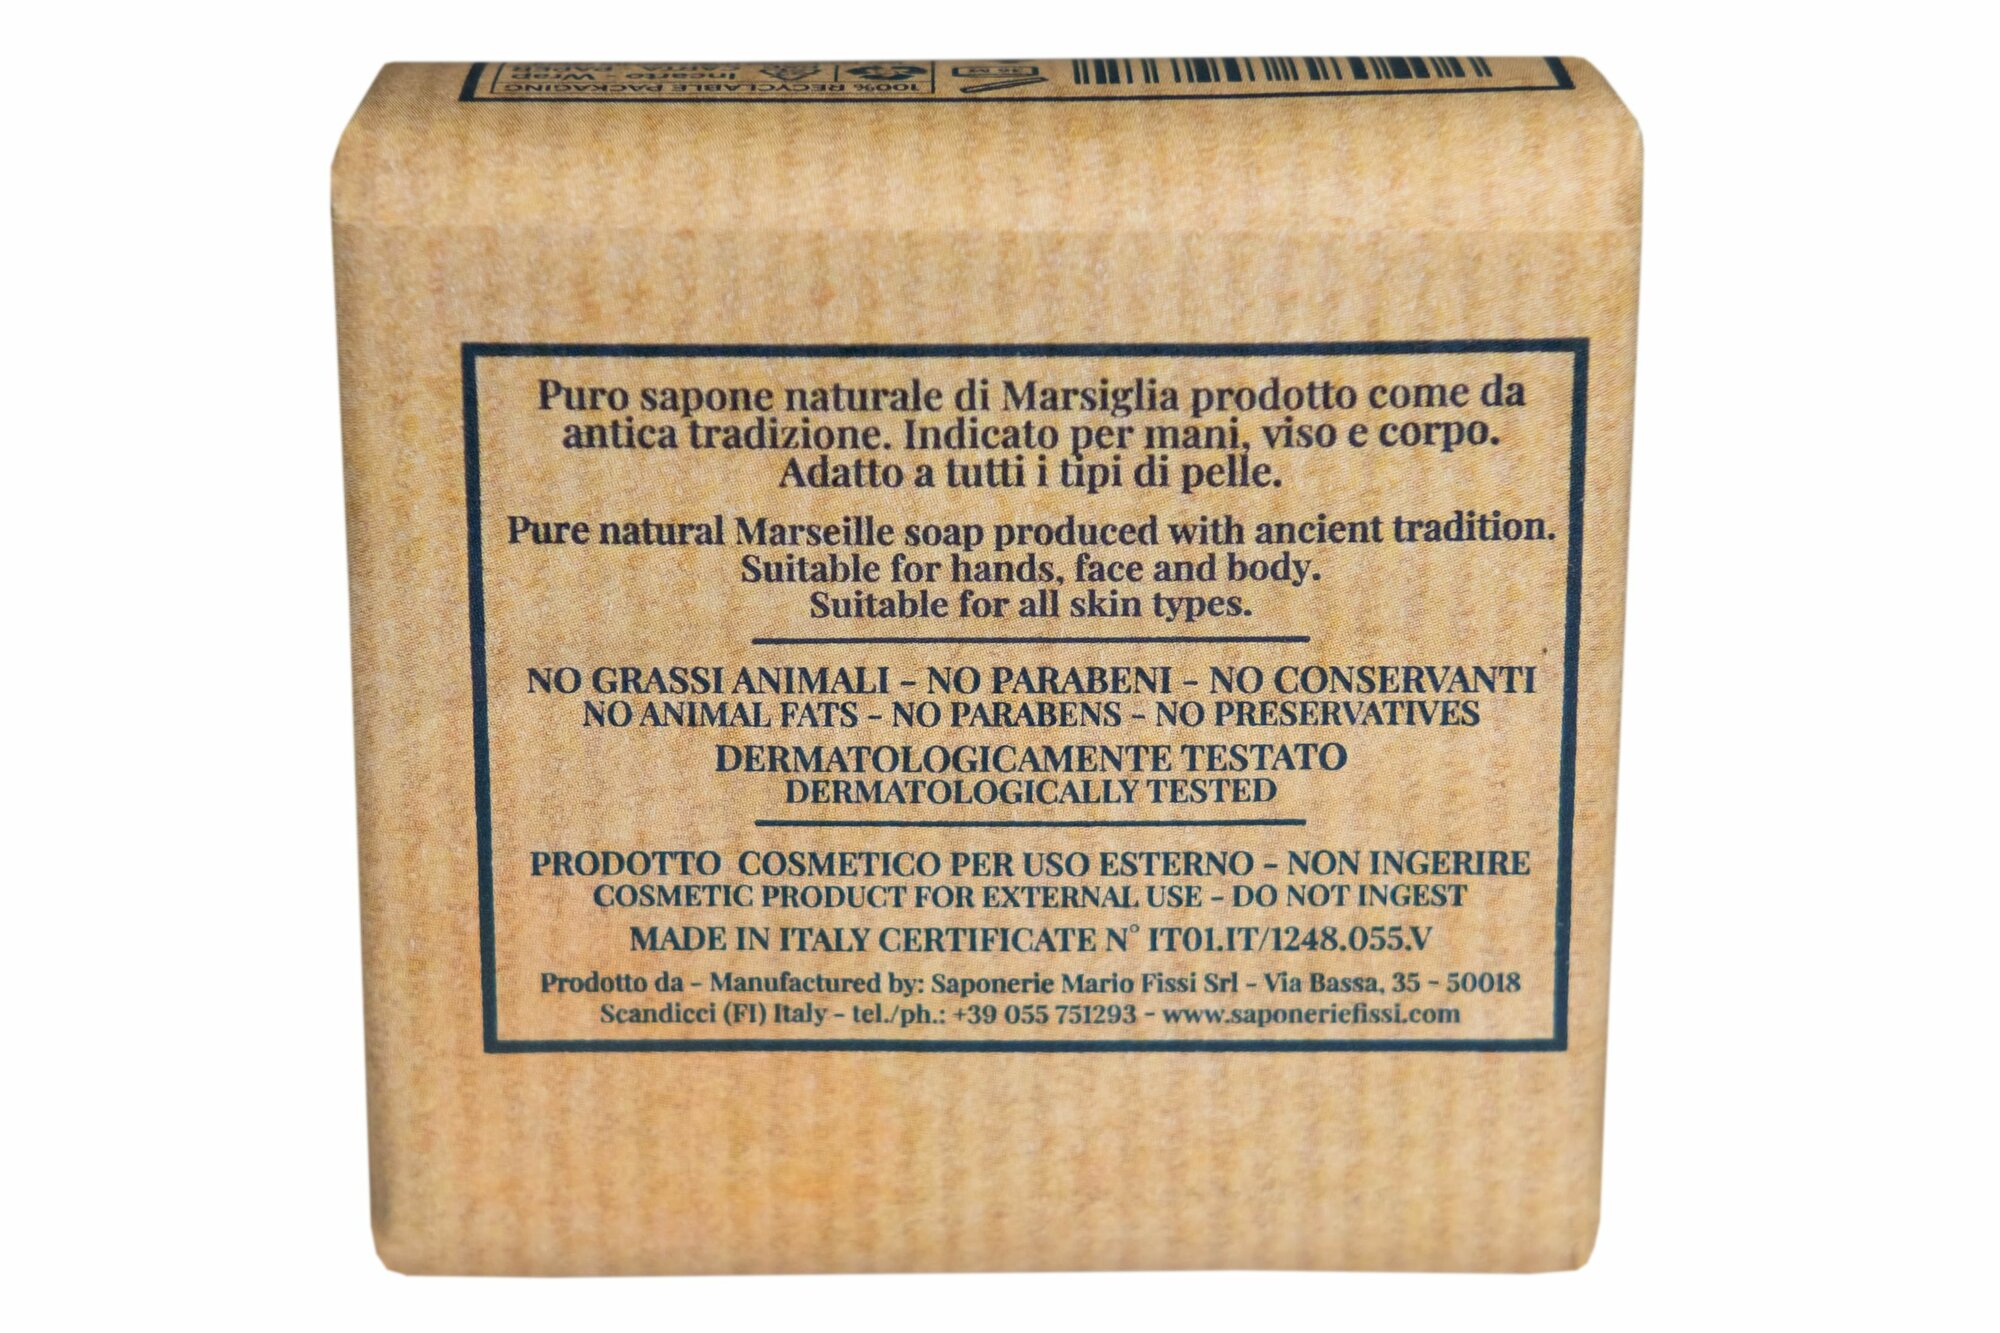 100% RECYCLABLE PACKAGING
Incarto - Wrap
Puro sapone naturale di Marsiglia prodotto come da
antica tradizione. Indicato per mani, viso e corpo.
Adatto a tutti i tipi di pelle.
Pure natural Marseille soap produced with ancient tradition.
Suitable for hands, face and body.
Suitable for all skin types.
NO GRASSI ANIMALI - NO PARABENI - NO CONSERVANTI
NO ANIMAL FATS - NO PARABENS - NO PRESERVATIVES
DERMATOLOGICAMENTE TESTATO
DERMATOLOGICALLY TESTED
PRODOTTO COSMETICO PER USO ESTERNO - NON INGERIRE
COSMETIC PRODUCT FOR EXTERNAL USE - DO NOT INGEST
MADE IN ITALY CERTIFICATE N° IT01.IT/1248.055.V
Prodotto da - Manufactured by: Saponerie Mario Fissi Srl - Via Bassa, 35 - 50018
Scandicci (FI) Italy - tel./ph.: +39 055 751293 - www.saponeriefissi.com